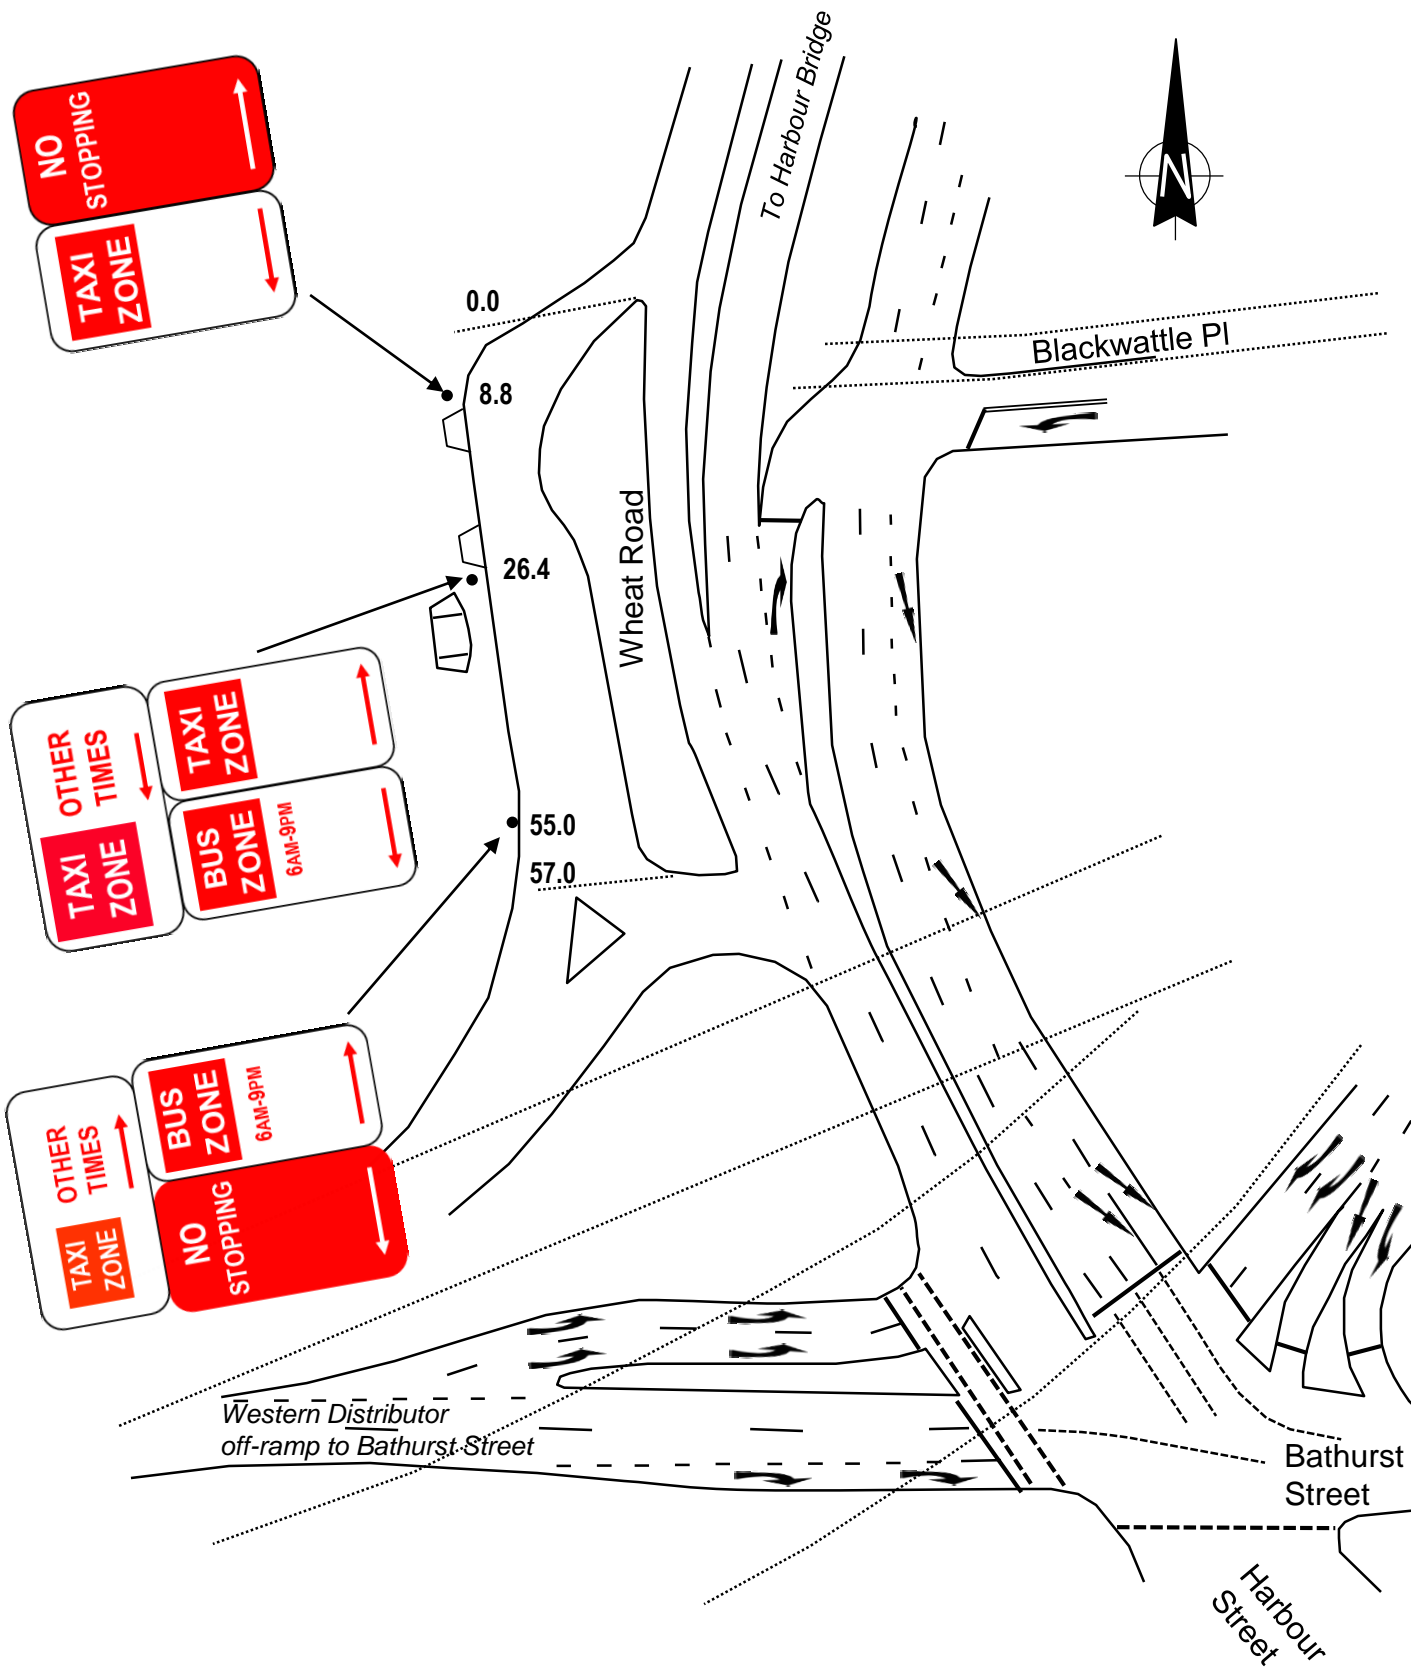 To Harbour Bridge
NO
STOPPING
TAXI
ZONE
N
0.0
8.8
Blackwattle Pl
Wheat Road
26.4
OTHER
TIMES
TAXI
ZONE
TAXI
ZONE
BUS
ZONE
6AM-9PM
55.0
57.0
OTHER
TIMES
TAXI
ZONE
BUS
ZONE
6AM-9PM
NO
STOPPING
Western Distributor
off-ramp to Bathurst Street
Bathurst
Street
Harbour
Street